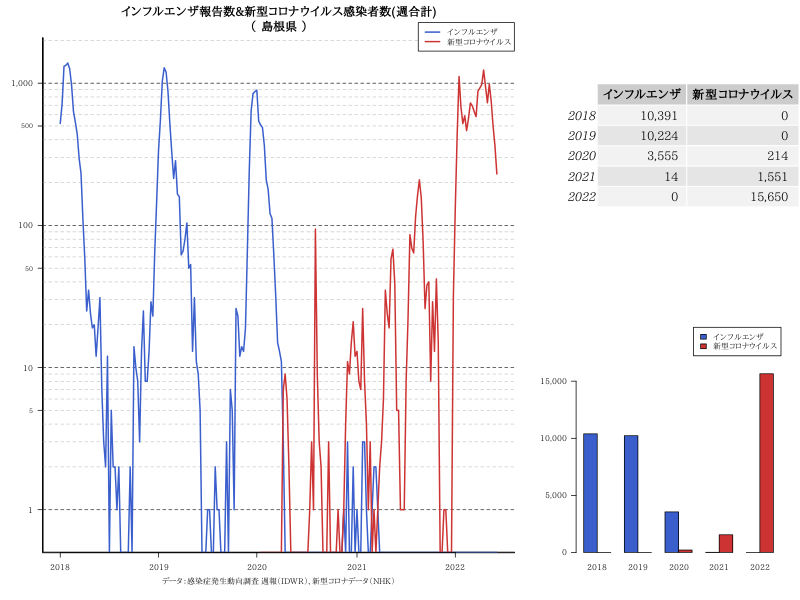 インフルエンザ報告数&新型コロナウイルス感染者数(週合計)
( 島根県 )
インフルエンザ
新型コロナウイルス
1,000
500
100
50
10
5
1
2018 2019 2020 2021 2022
データ:感染症発生動向調査 週報(IDWR)、新型コロナデータ(NHK)
インフルエンザ 新型コロナウイルス
2018 10,391 0
2019 10,224 0
2020 3,555 214
2021 14 1,551
2022 0 15,650
インフルエンザ
新型コロナウイルス
15,000
10,000
5,000
0
2018 2019 2020 2021 2022